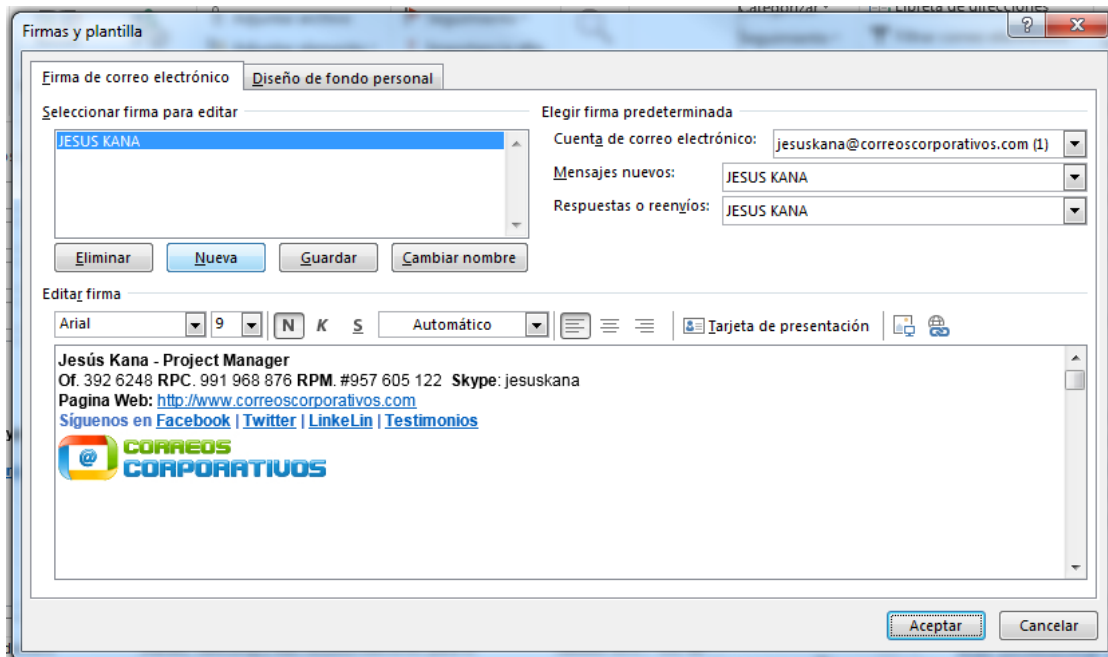 Categorizar
Libreta de direcciones
Firmas y plantilla
?
X
Firma de correo electrónico
Diseño de fondo personal
Seleccionar firma para editar
JESUS KANA
Elegir firma predeterminada
Cuenta de correo electrónico: jesuskana@correoscorporativos.com (1)
Mensajes nuevos: JESUS KANA
Respuestas o reenvíos: JESUS KANA
Eliminar Nueva Guardar Cambiar nombre
Editar firma
Arial 9 N K S Automático Tarjeta de presentación
Jesús Kana - Project Manager
Of. 392 6248 RPC. 991 968 876 RPM. #957 605 122 Skype: jesuskana
Pagina Web: http://www.correoscorporativos.com
Síguenos en Facebook | Twitter | LinkeLin | Testimonios
@ CORREOS
CORPORATIVOS
Aceptar Cancelar